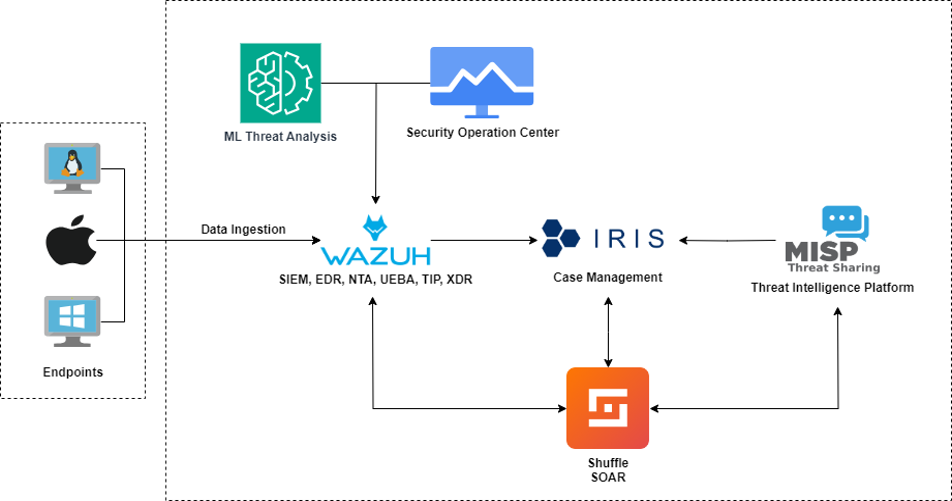 ML Threat Analysis
Security Operation Center
Data Ingestion
WAZUH
SIEM, EDR, NTA, UEBA, TIP, XDR
IRIS
Case Management
MISP
Threat Sharing
Threat Intelligence Platform
Endpoints
Shuffle
SOAR